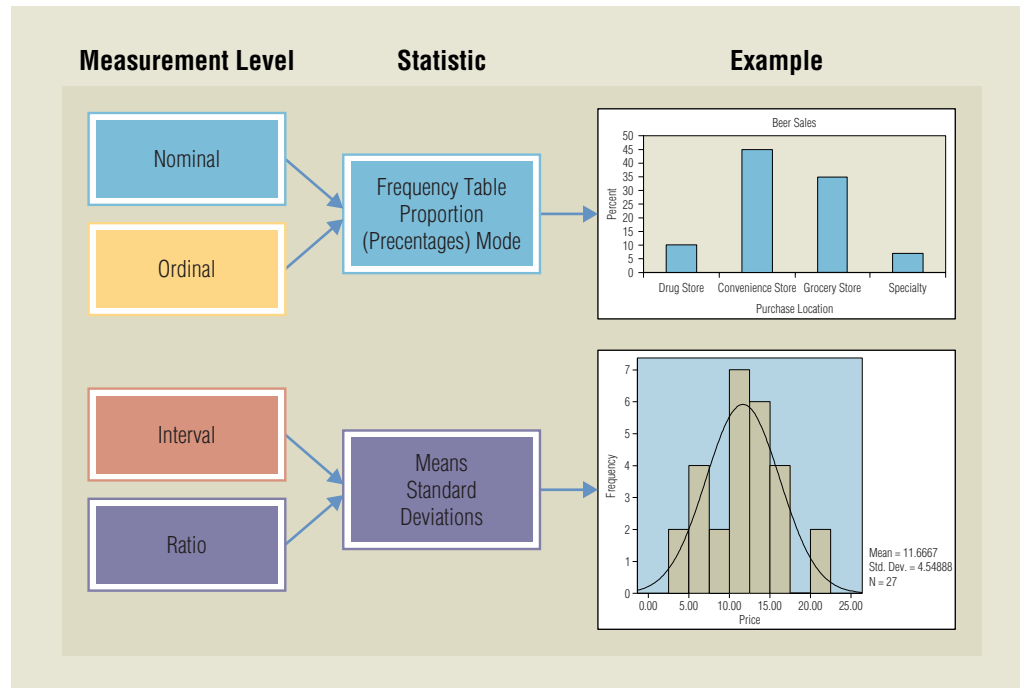 Measurement Level
Statistic
Example
Nominal
Ordinal
Frequency Table
Proportion
(Precentages) Mode
Beer Sales
Percent
50
45
40
35
30
25
20
15
10
5
0
Drug Store
Convenience Store
Grocery Store
Specialty
Purchase Location
Interval
Ratio
Means
Standard
Deviations
Frequency
7
6
5
4
3
2
1
0
0.00
5.00
10.00
15.00
20.00
25.00
Price
Mean = 11.6667
Std. Dev. = 4.54888
N = 27